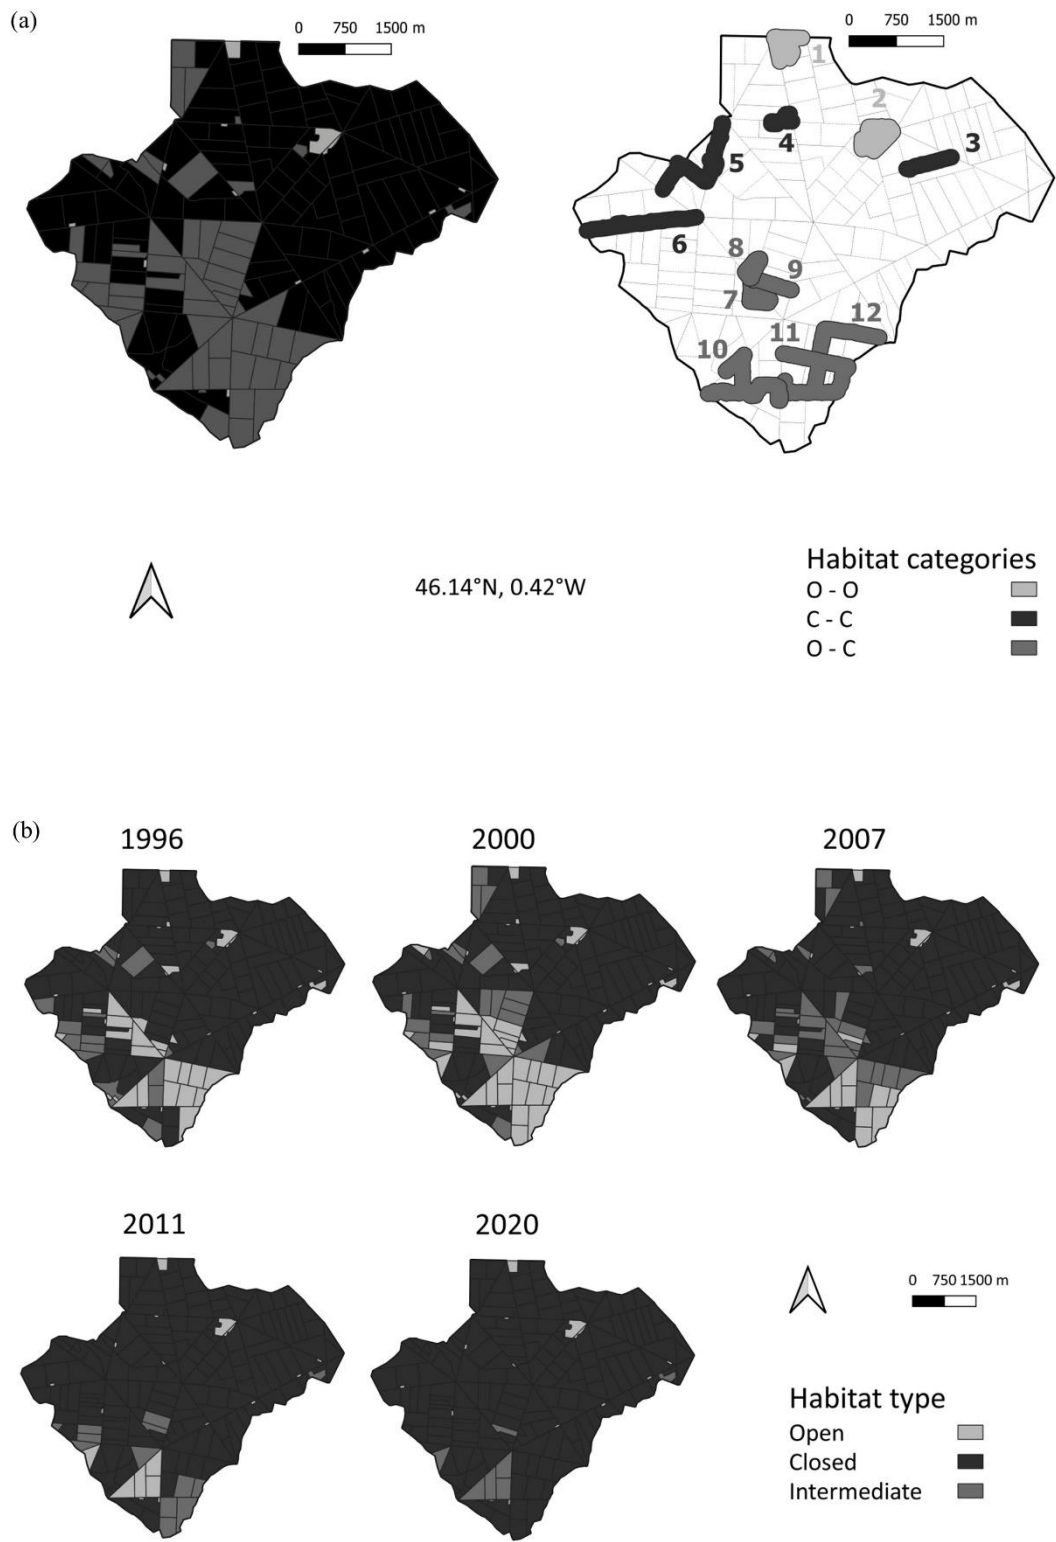 (a)
0 750 1500 m
0 750 1500 m
1
2
3
4
5
6
8
9
7
12
11
10
46.14°N, 0.42°W
Habitat categories
O - O
C - C
O - C
(b)
1996 2000 2007
2011 2020
0 750 1500 m
Habitat type
Open
Closed
Intermediate